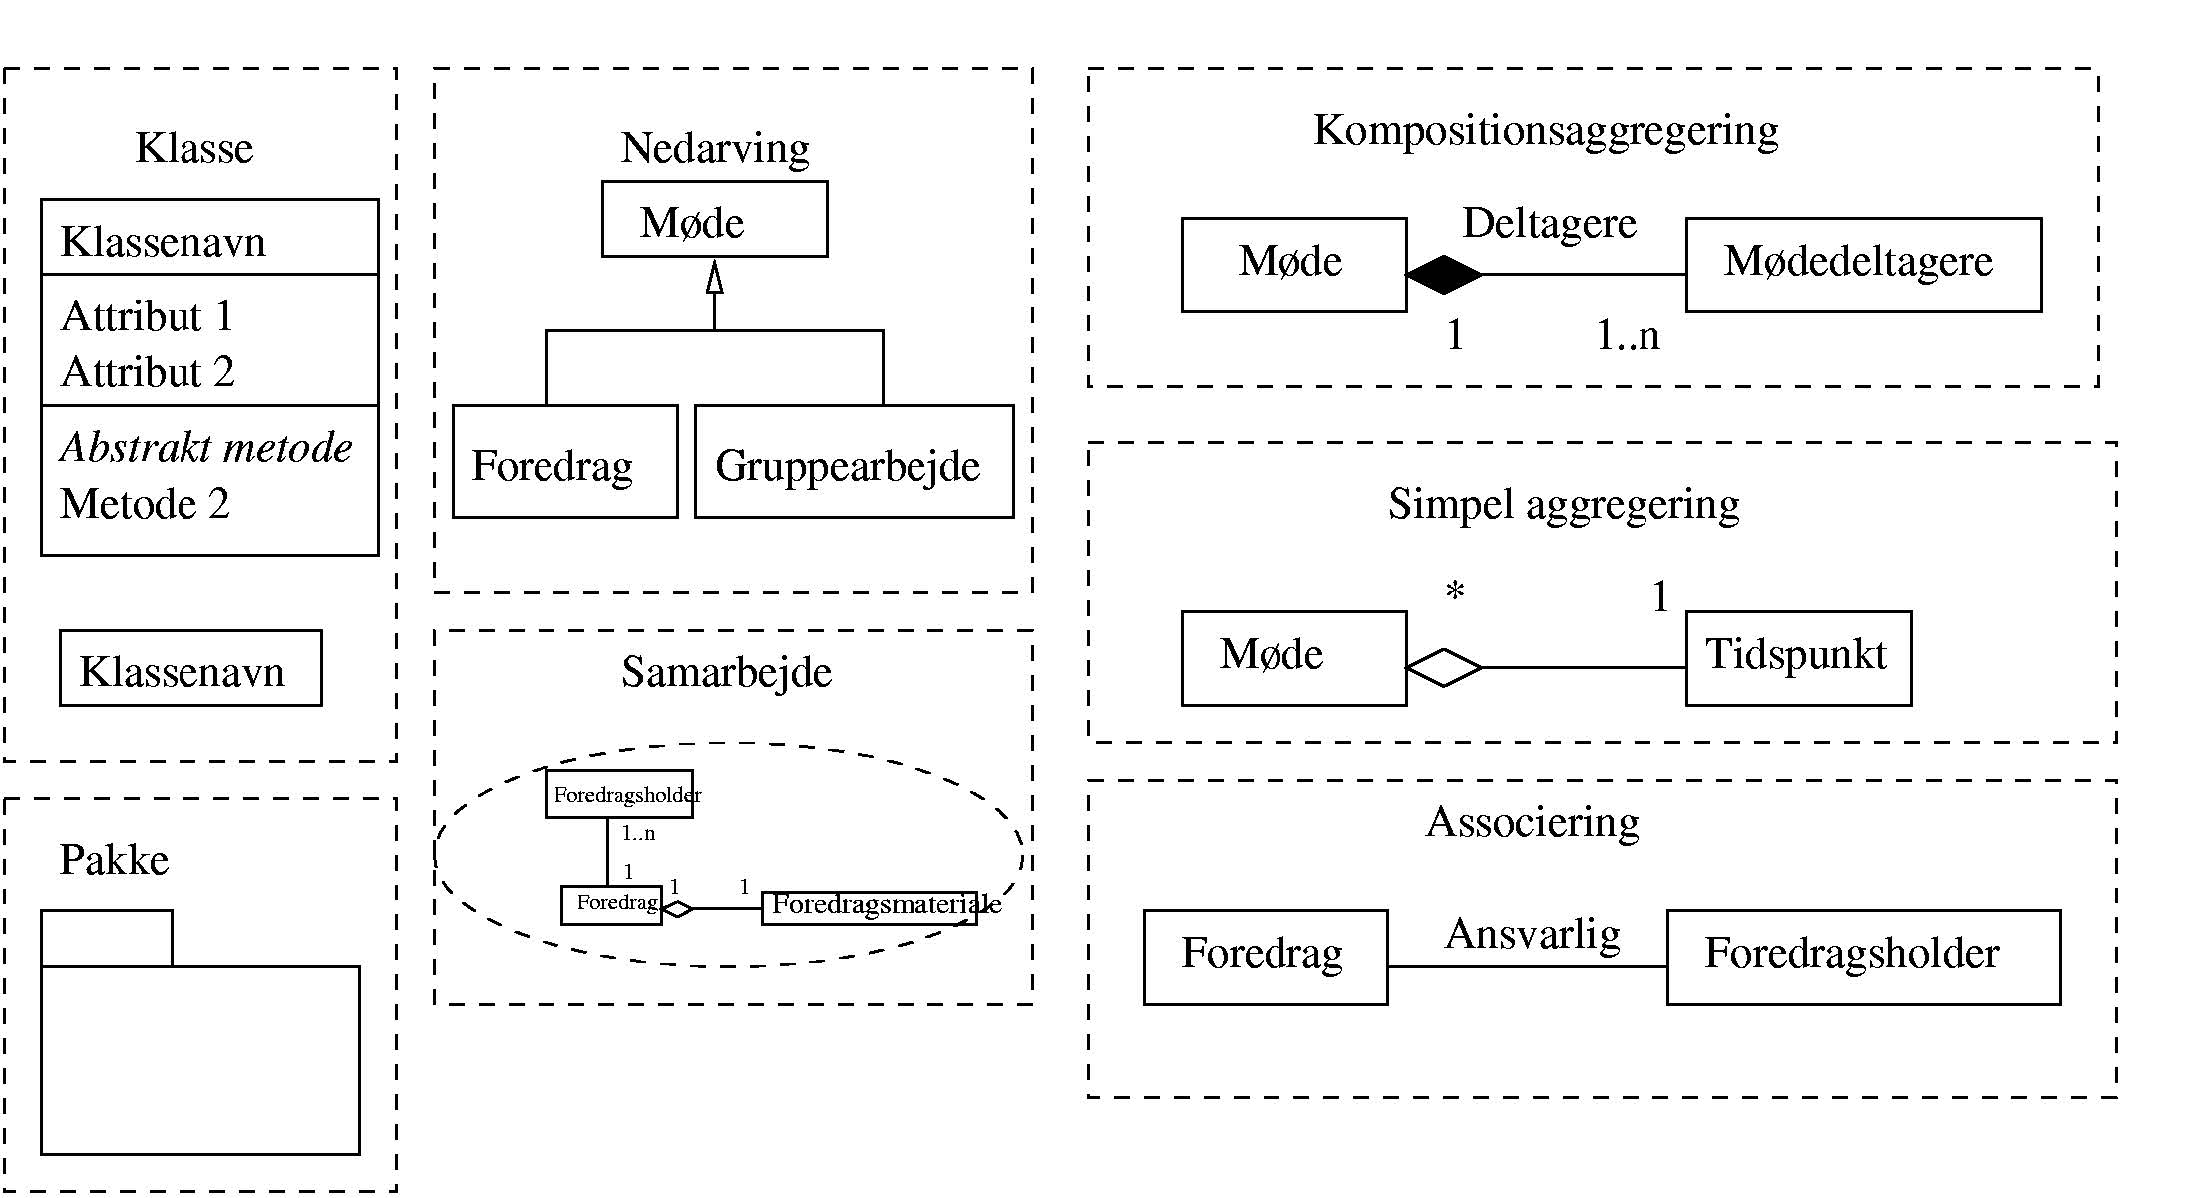 Klasse
Klassenavn
Attribut 1
Attribut 2
Abstrakt metode
Metode 2
Klassenavn
Pakke
Nedarving
Møde
Foredrag
Gruppearbejde
Samarbejde
Foredragsholder
1..n
1
Foredrag
1
1
Foredragsmateriale
Kompositionsaggregering
Deltagere
Møde
Mødedeltagere
1
1..n
Simpel aggregering
*
1
Møde
Tidspunkt
Associering
Foredrag
Ansvarlig
Foredragsholder